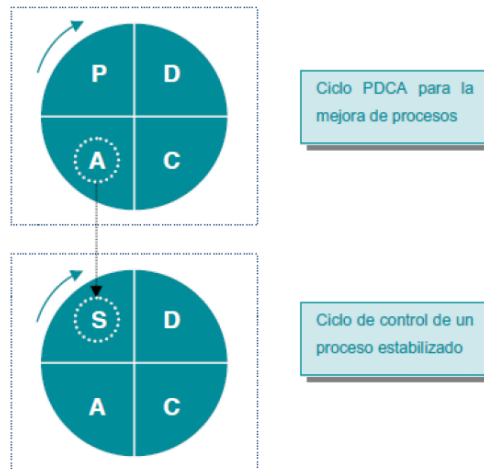 P D
A C
Ciclo PDCA para la
mejora de procesos
S D
A C
Ciclo de control de un
proceso estabilizado